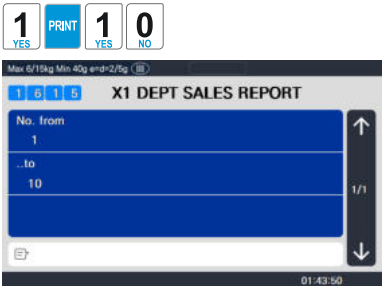 1 PRINT 1 0
YES YES NO
Max 6/15kg Min 40g e=d=2/5g (III)
1 6 1 5 X1 DEPT SALES REPORT
No. from
1
..to
10
1/1
01:43:50